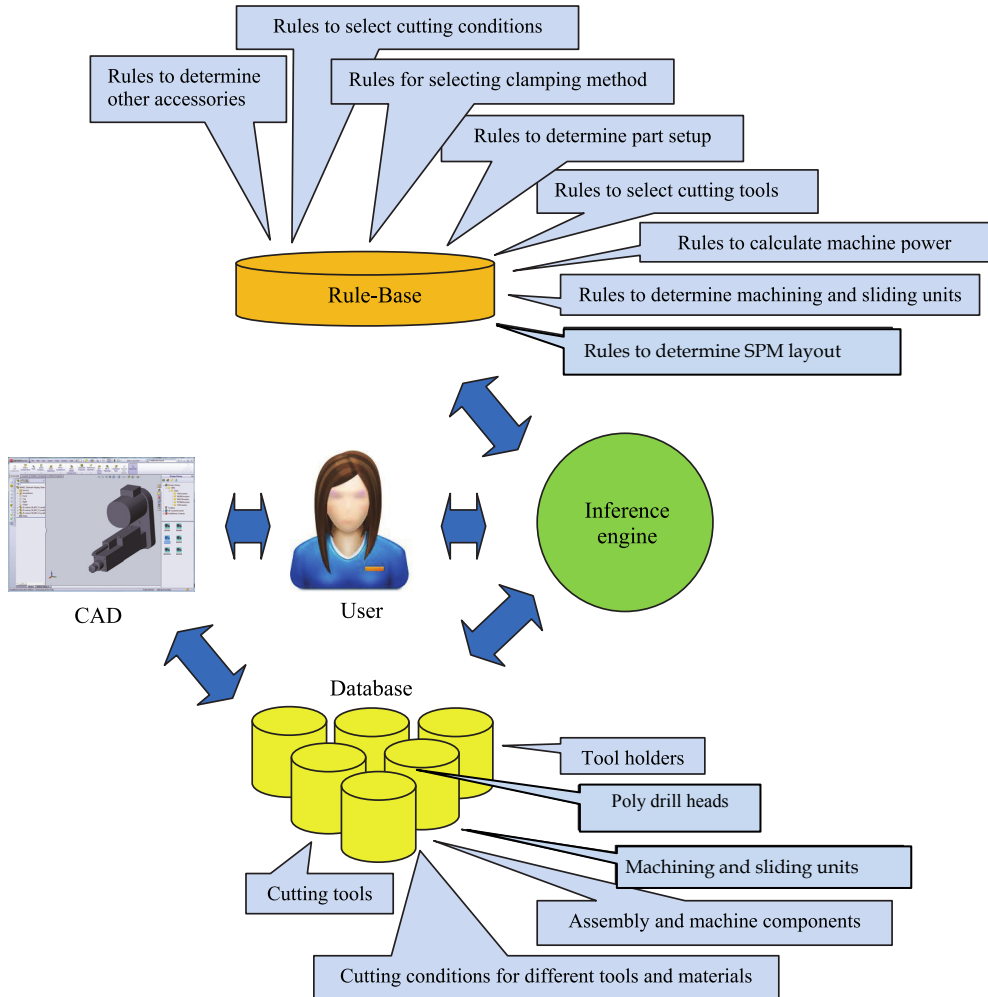 Rules to select cutting conditions
Rules to determine
other accessories
Rules for selecting clamping method
Rules to determine part setup
Rules to select cutting tools
Rules to calculate machine power
Rule-Base
Rules to determine machining and sliding units
Rules to determine SPM layout
Inference
engine
CAD
User
Database
Tool holders
Poly drill heads
Machining and sliding units
Cutting tools
Assembly and machine components
Cutting conditions for different tools and materials